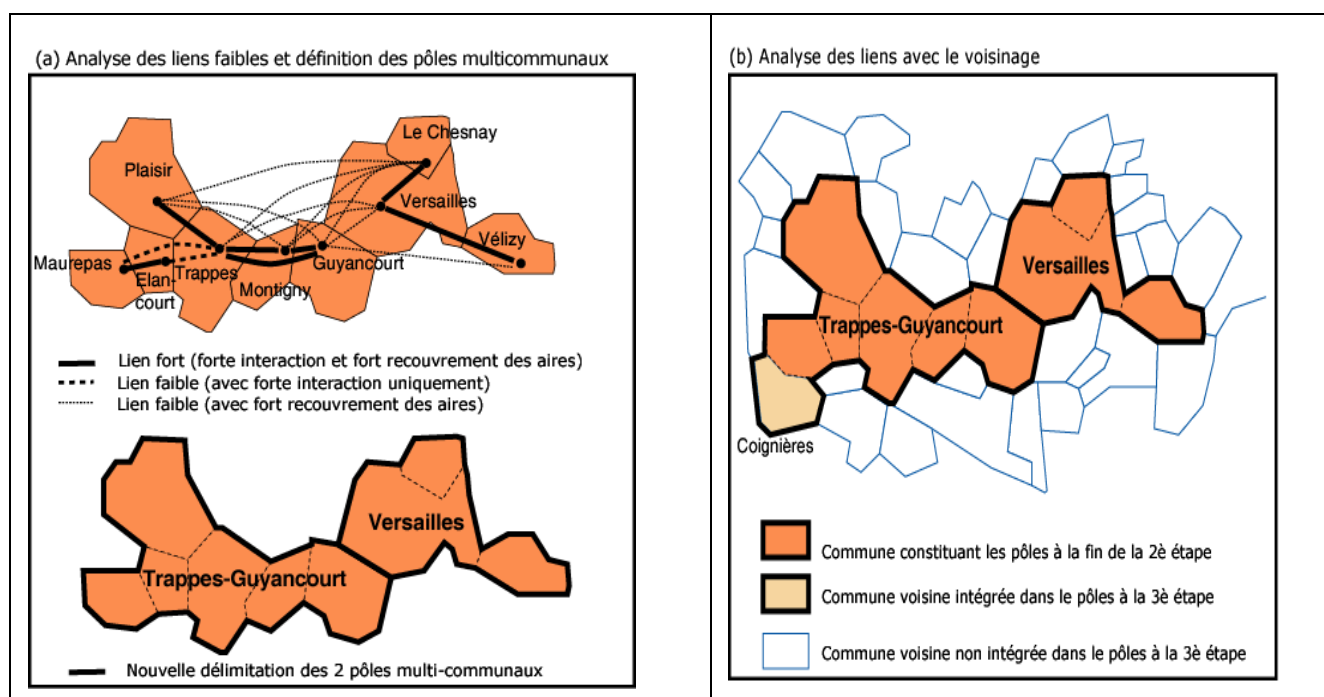 (a) Analyse des liens faibles et définition des pôles multicommunaux
Le Chesnay
Plaisir
Versailles
Vélizy
Maurepas
Elan-
court
Trappes
Guyancourt
Montigny
Lien fort (forte interaction et fort recouvrement des aires)
Lien faible (avec forte interaction uniquement)
Lien faible (avec fort recouvrement des aires)
Versailles
Trappes-Guyancourt
Nouvelle délimitation des 2 pôles multi-communaux
(b) Analyse des liens avec le voisinage
Versailles
Trappes-Guyancourt
Coignières
Commune constituant les pôles à la fin de la 2è étape
Commune voisine intégrée dans le pôles à la 3è étape
Commune voisine non intégrée dans le pôles à la 3è étape